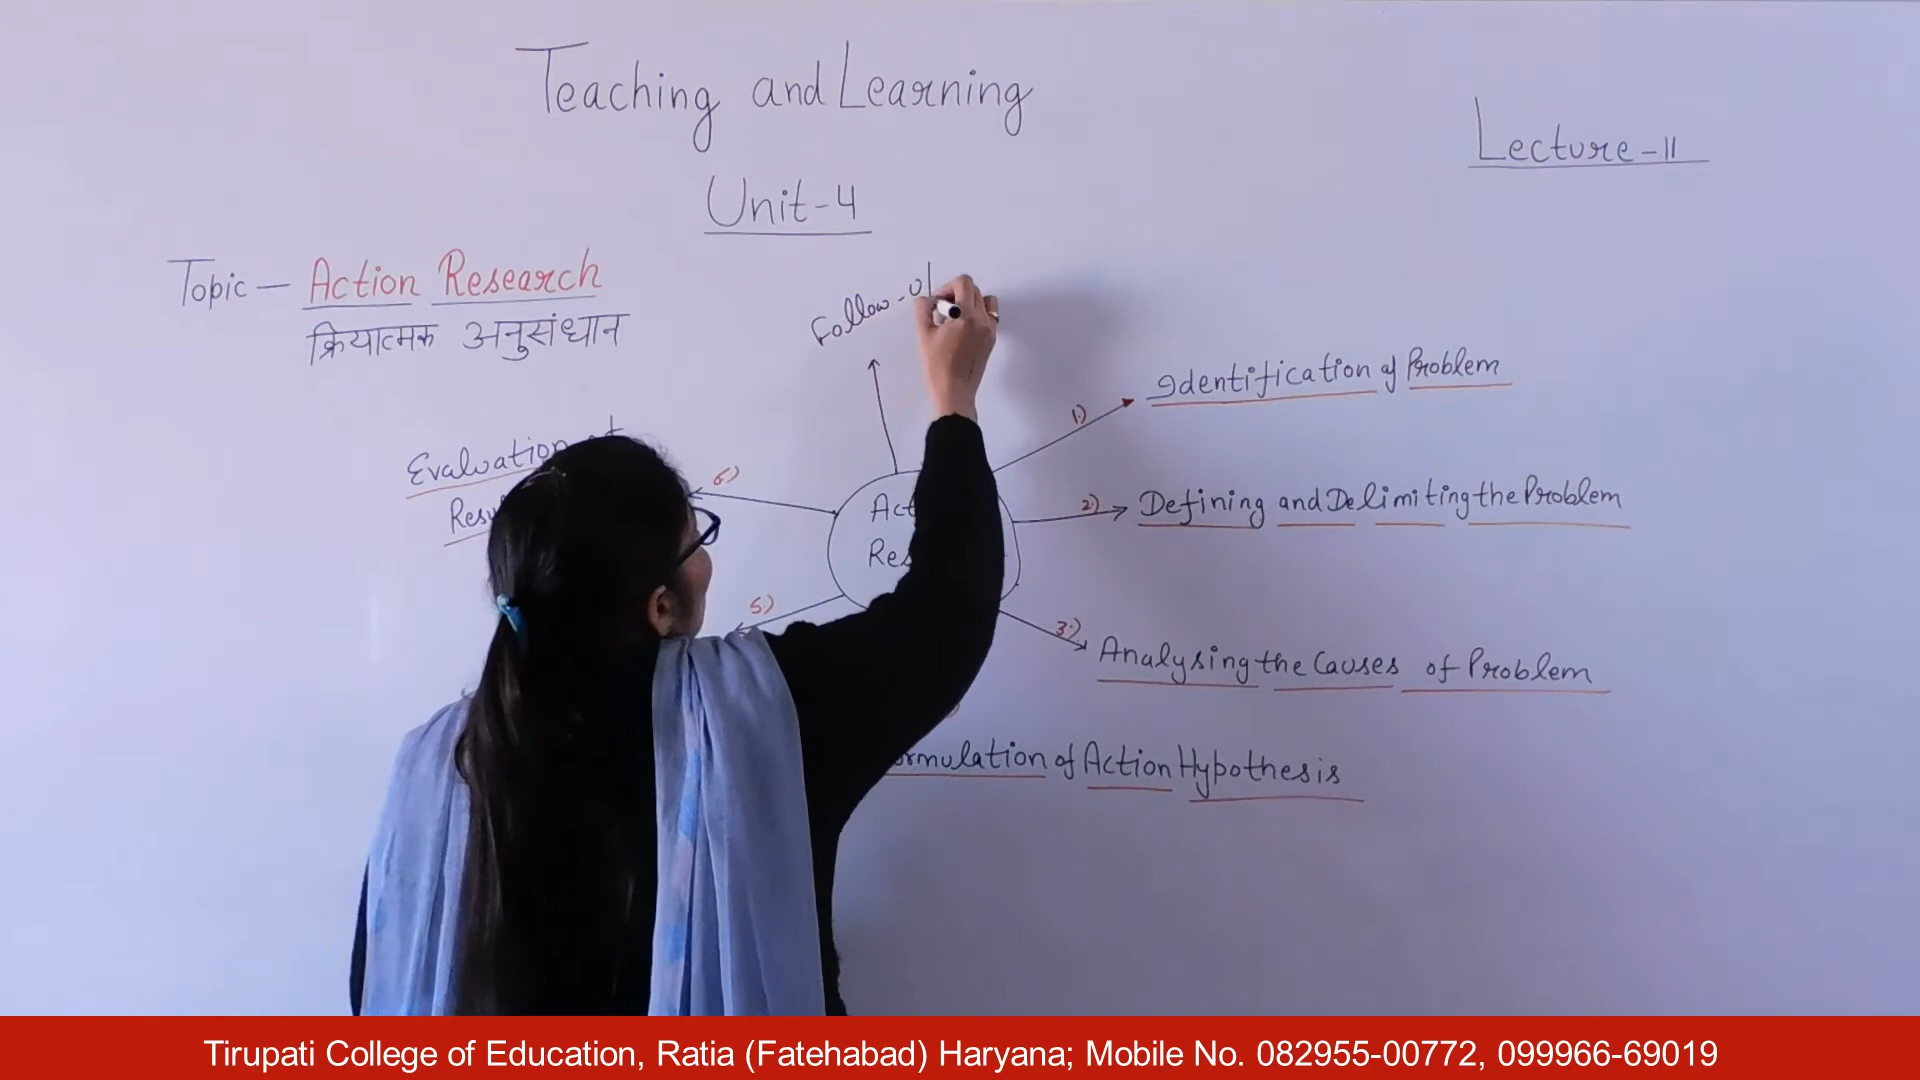 Teaching and Learning
Lecture-11
Unit-4
Topic — Action Research
क्रियात्मक अनुसंधान
Follow-
1.) Identification of Problem
2.) Defining and Delimiting the Problem
3.) Analysing the Causes of Problem
of Action Hypothesis
5.)
6.)
Evaluation
Tirupati College of Education, Ratia (Fatehabad) Haryana; Mobile No. 082955-00772, 099966-69019